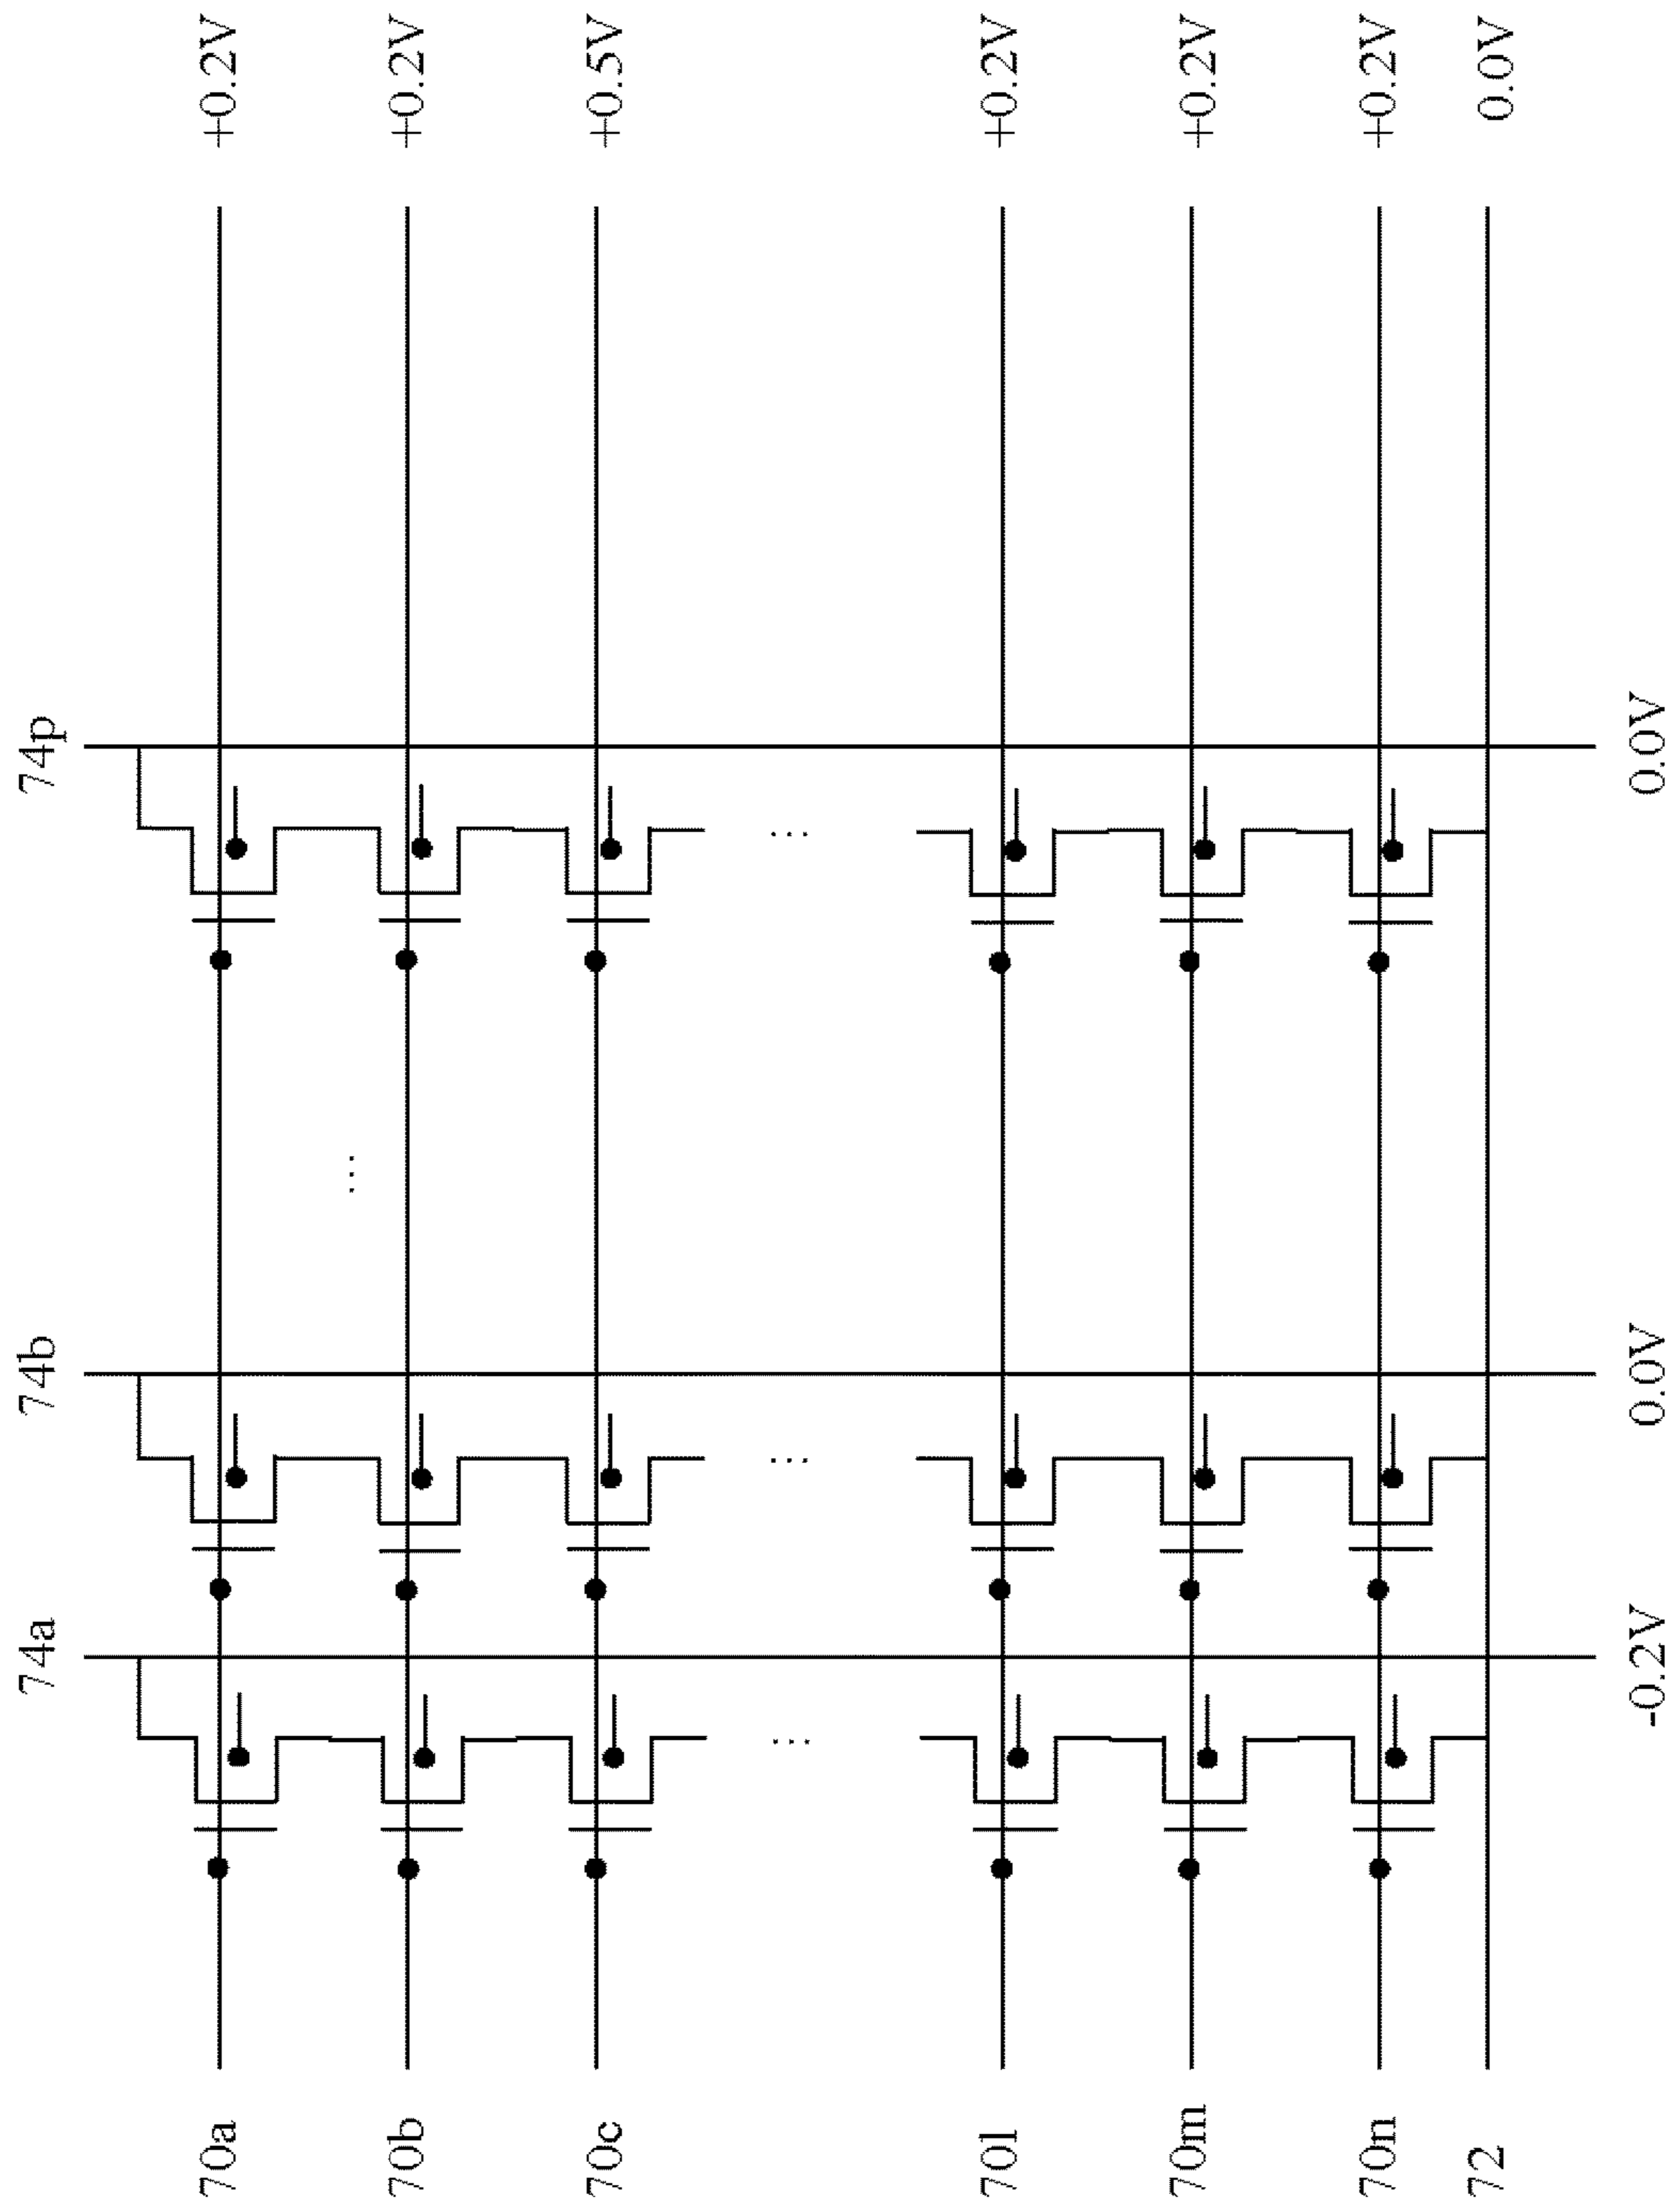 74a 74b 74p
70a +0.2V
70b +0.2V
70c +0.5V
70l +0.2V
70m +0.2V
70n +0.2V
72 0.0V
-0.2V 0.0V 0.0V